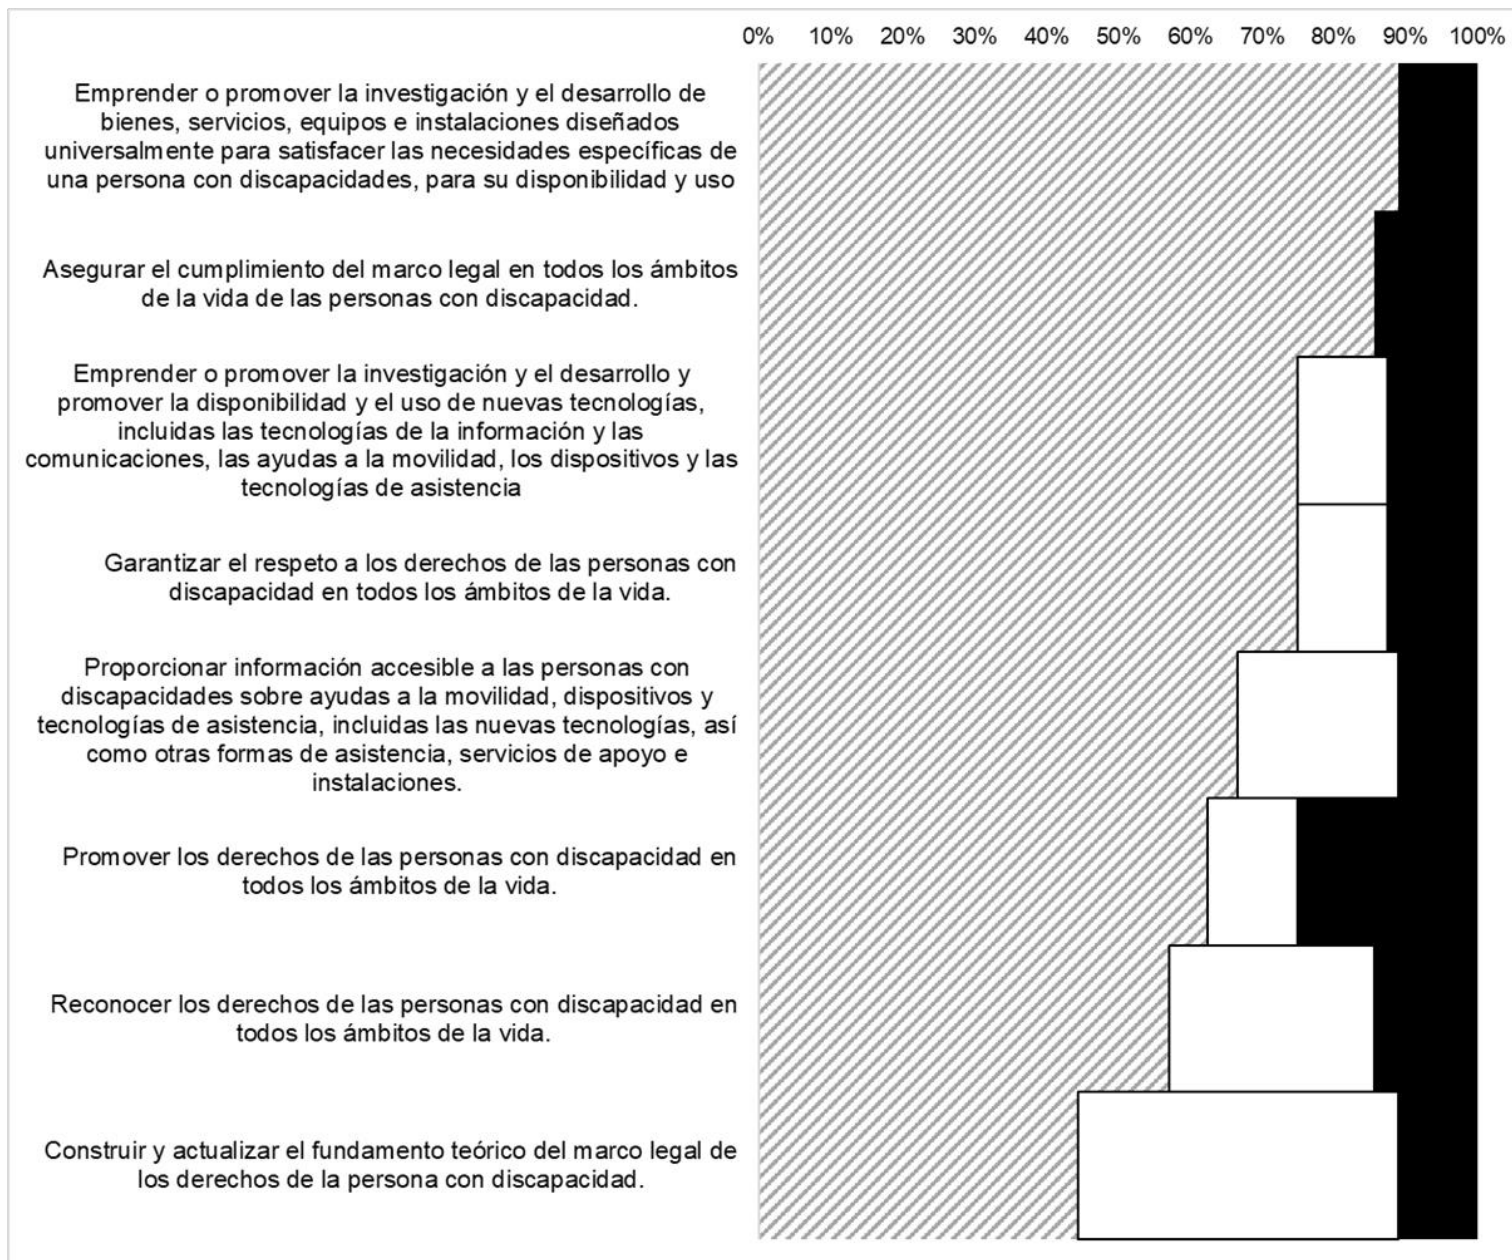 0% 10% 20% 30% 40% 50% 60% 70% 80% 90% 100%
Emprender o promover la investigación y el desarrollo de
bienes, servicios, equipos e instalaciones diseñados
universalmente para satisfacer las necesidades específicas de
una persona con discapacidades, para su disponibilidad y uso
Asegurar el cumplimiento del marco legal en todos los ámbitos
de la vida de las personas con discapacidad.
Emprender o promover la investigación y el desarrollo y
promover la disponibilidad y el uso de nuevas tecnologías,
incluidas las tecnologías de la información y las
comunicaciones, las ayudas a la movilidad, los dispositivos y las
tecnologías de asistencia
Garantizar el respeto a los derechos de las personas con
discapacidad en todos los ámbitos de la vida.
Proporcionar información accesible a las personas con
discapacidades sobre ayudas a la movilidad, dispositivos y
tecnologías de asistencia, incluidas las nuevas tecnologías, así
como otras formas de asistencia, servicios de apoyo e
instalaciones.
Promover los derechos de las personas con discapacidad en
todos los ámbitos de la vida.
Reconocer los derechos de las personas con discapacidad en
todos los ámbitos de la vida.
Construir y actualizar el fundamento teórico del marco legal de
los derechos de la persona con discapacidad.